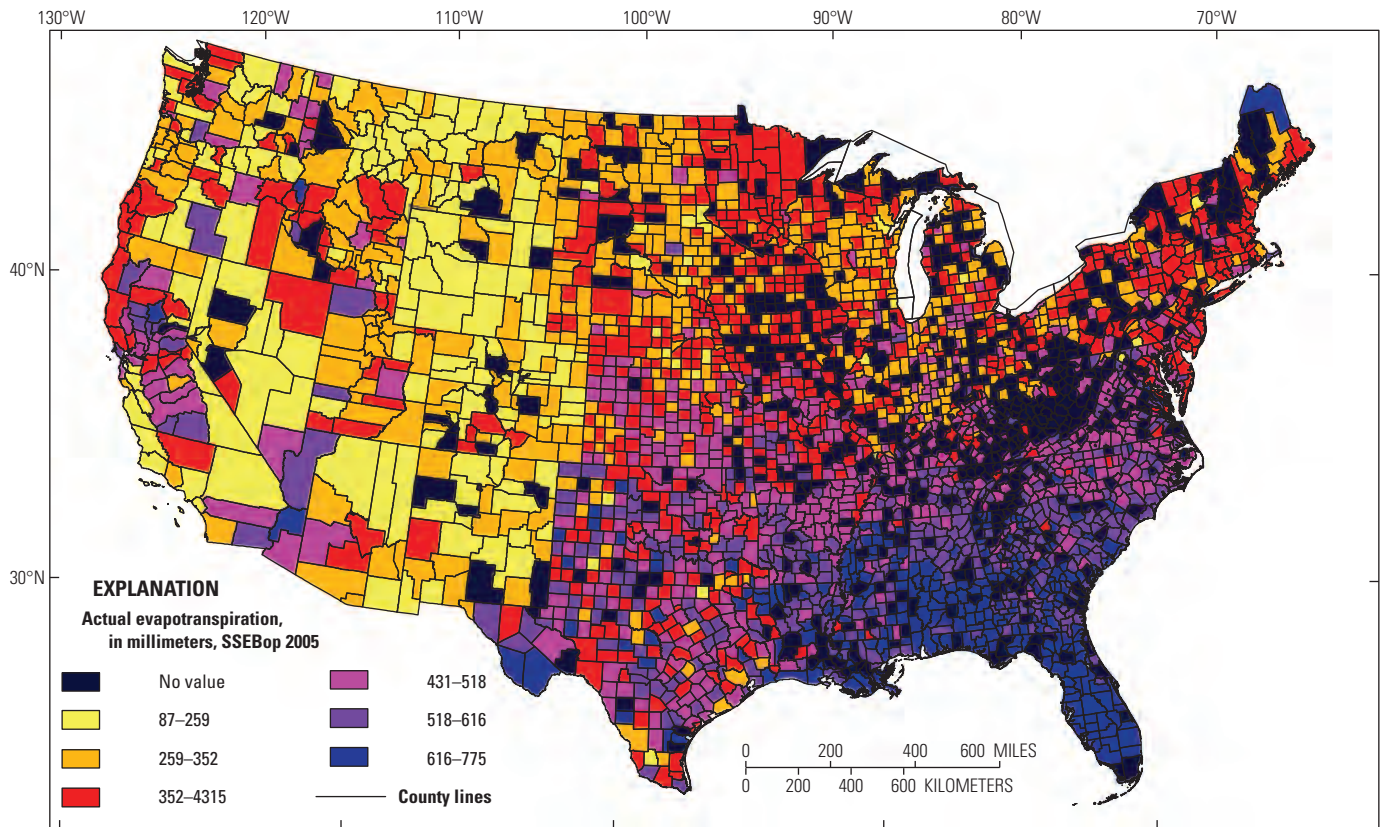 130°W 120°W 110°W 100°W 90°W 80°W 70°W
40°N
30°N
EXPLANATION
Actual evapotranspiration,
in millimeters, SSEBop 2005
No value
87–259
259–352
352–4315
431–518
518–616
616–775
County lines
0 200 400 600 MILES
0 200 400 600 KILOMETERS